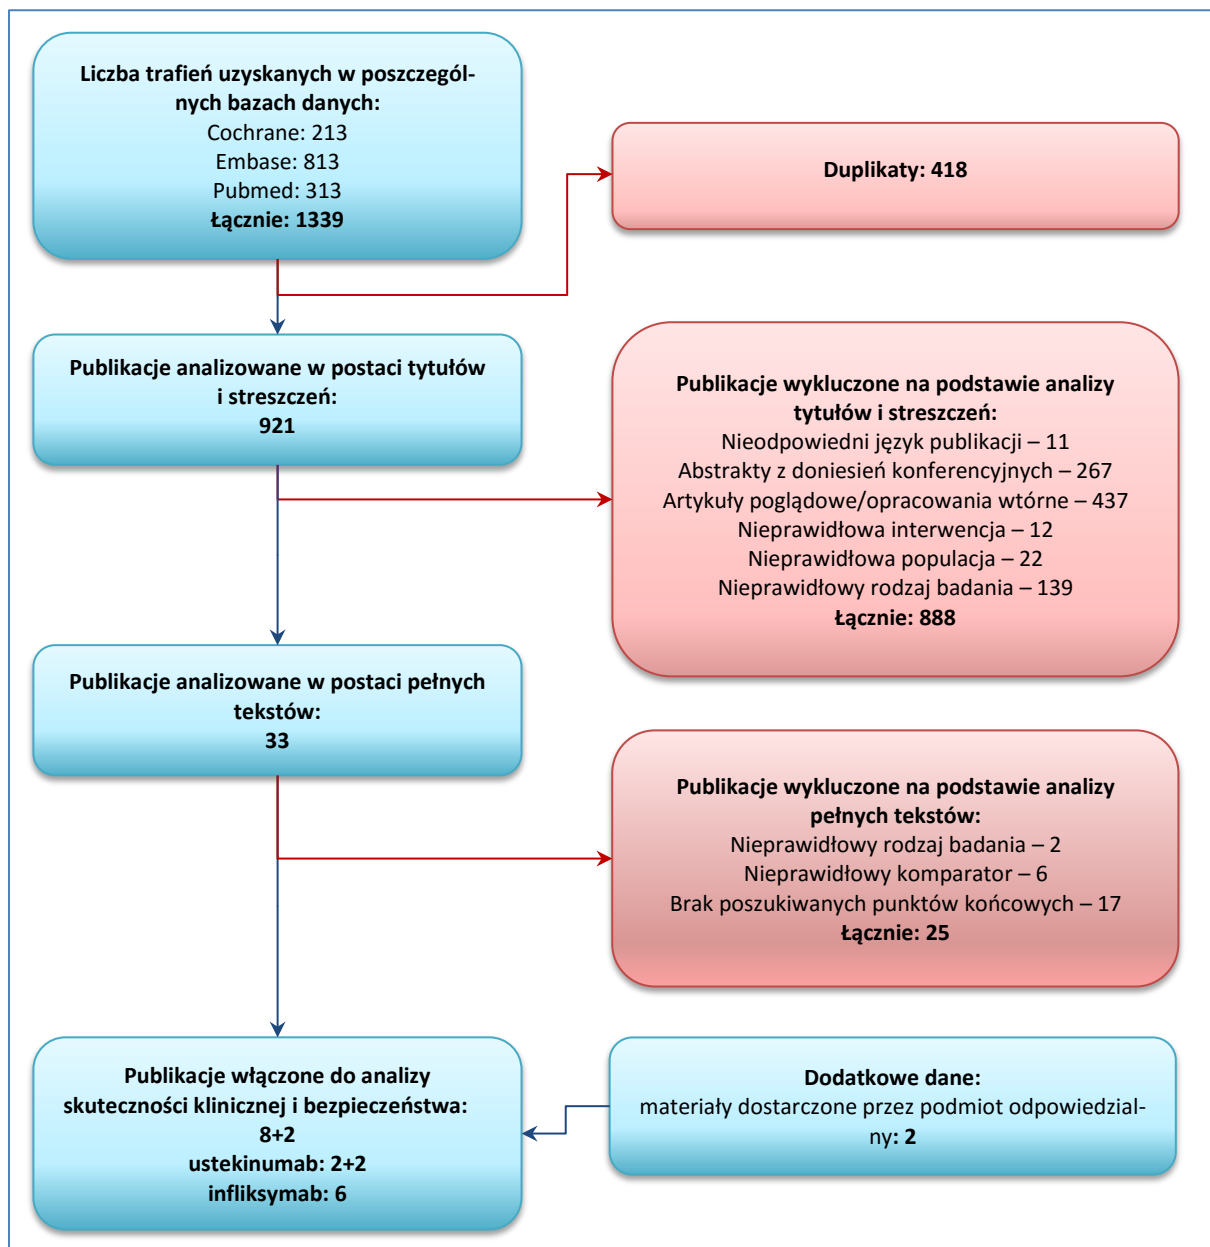 Liczba trafień uzyskanych w poszczegól-
nych bazach danych:
Cochrane: 213
Embase: 813
Pubmed: 313
Łącznie: 1339
Duplikaty: 418
Publikacje analizowane w postaci tytułów
i streszczeń:
921
Publikacje wykluczone na podstawie analizy
tytułów i streszczeń:
Nieodpowiedni język publikacji – 11
Abstrakty z doniesień konferencyjnych – 267
Artykuły poglądowe/opracowania wtórne – 437
Nieprawidłowa interwencja – 12
Nieprawidłowa populacja – 22
Nieprawidłowy rodzaj badania – 139
Łącznie: 888
Publikacje analizowane w postaci pełnych
tekstów:
33
Publikacje wykluczone na podstawie analizy
pełnych tekstów:
Nieprawidłowy rodzaj badania – 2
Nieprawidłowy komparator – 6
Brak poszukiwanych punktów końcowych – 17
Łącznie: 25
Publikacje włączone do analizy
skuteczności klinicznej i bezpieczeństwa:
8+2
ustekinumab: 2+2
infliksymab: 6
Dodatkowe dane:
materiały dostarczone przez podmiot odpowiedzial-
ny: 2